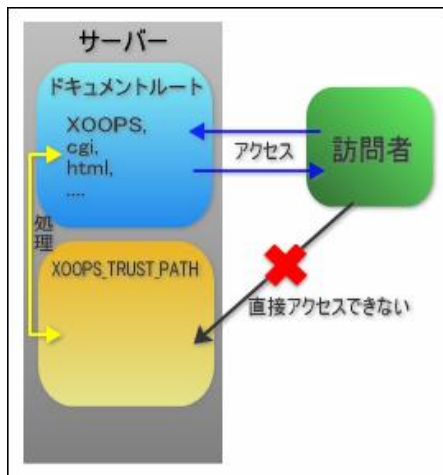 サーバー
ドキュメントルート
XOOPS,
cgi,
html,
....
アクセス
訪問者
処理
XOOPS_TRUST_PATH
直接アクセスできない